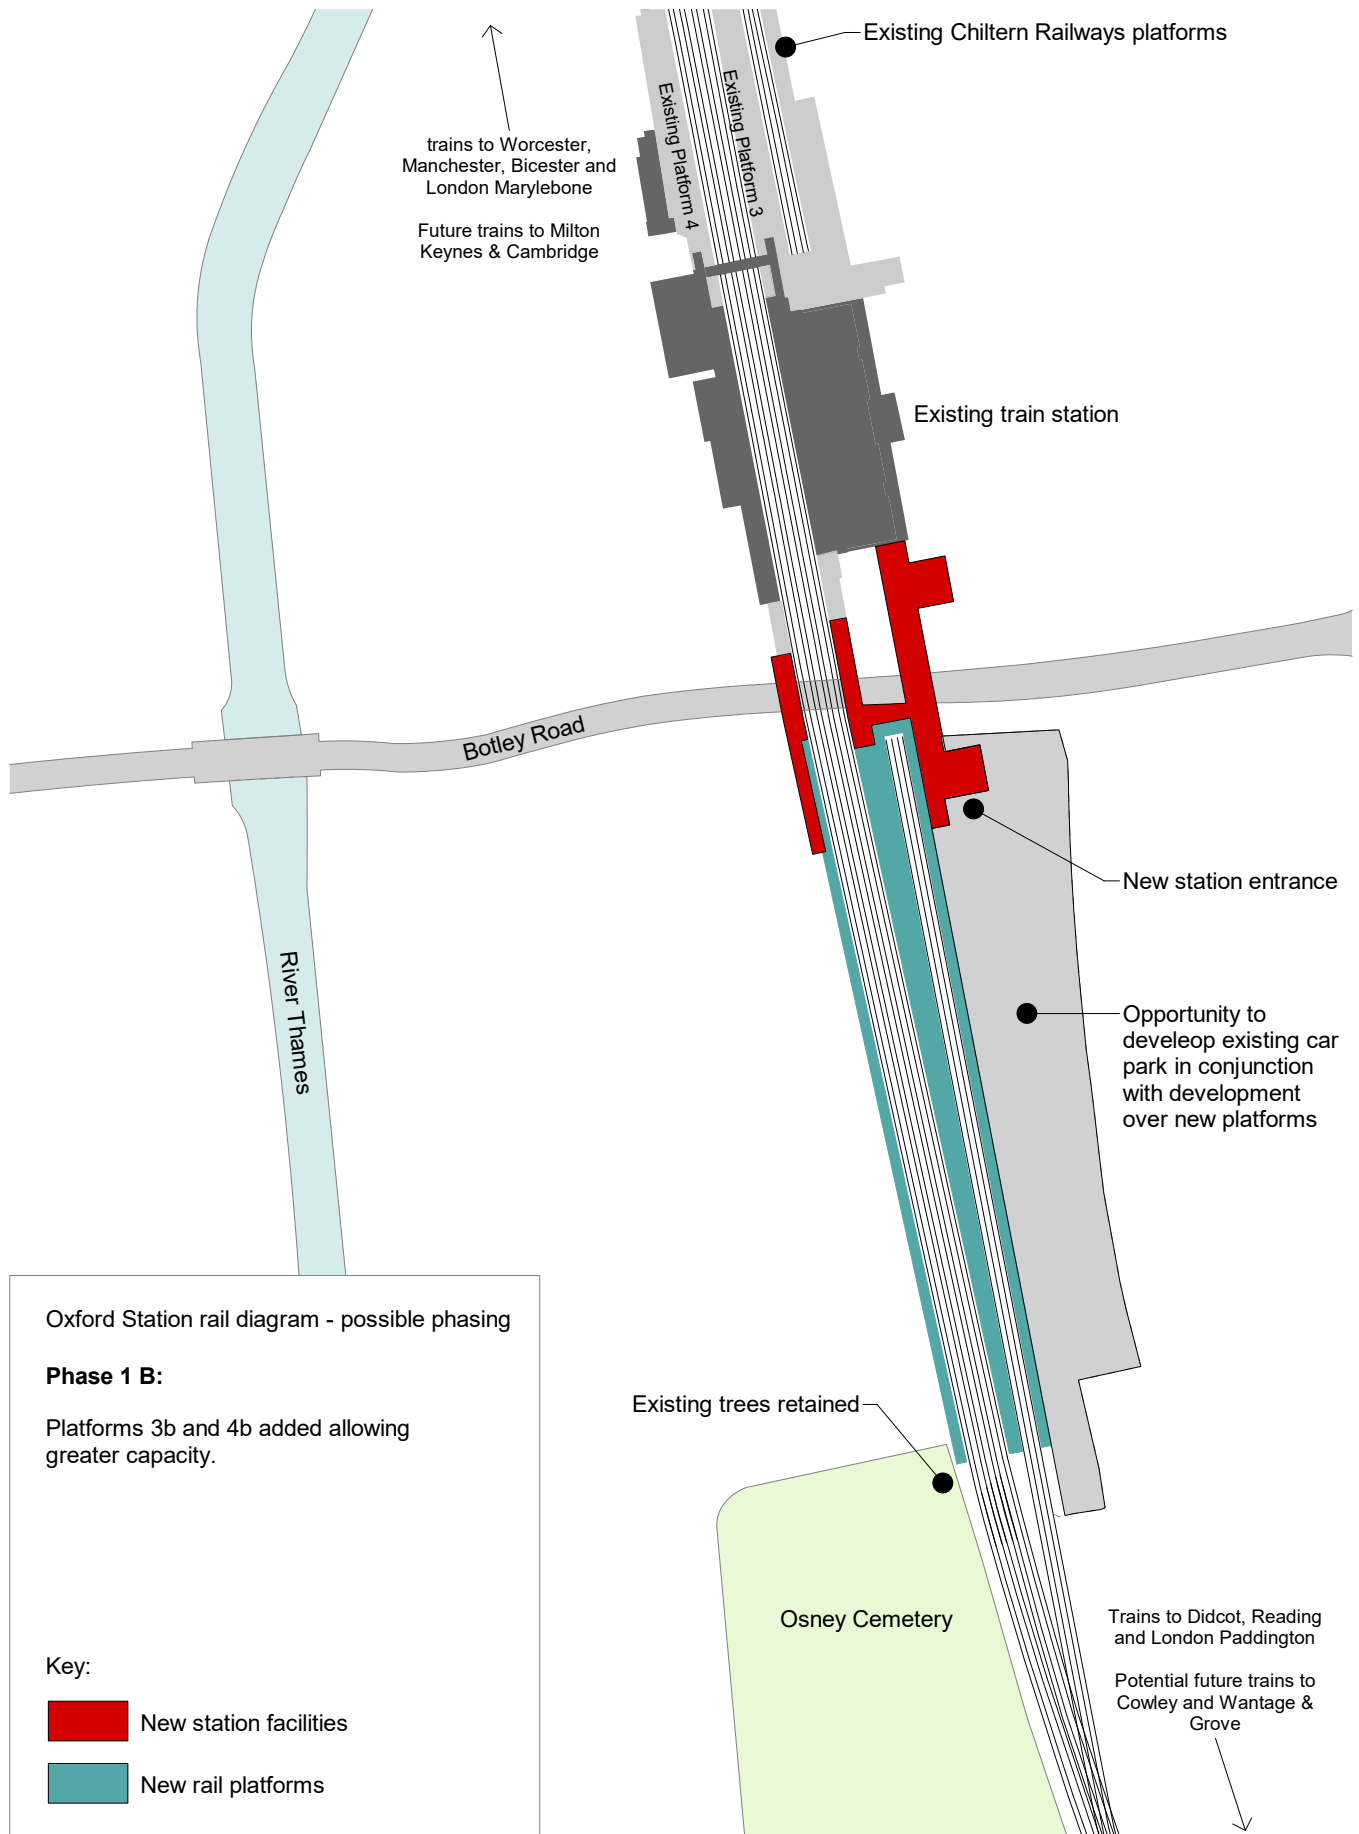 Existing Chiltern Railways platforms
Existing Platform 4
Existing Platform 3
trains to Worcester,
Manchester, Bicester and
London Marylebone
Future trains to Milton
Keynes & Cambridge
Existing train station
Botley Road
New station entrance
River Thames
Opportunity to
develeop existing car
park in conjunction
with development
over new platforms
Oxford Station rail diagram - possible phasing
Phase 1 B:
Platforms 3b and 4b added allowing
greater capacity.
Existing trees retained
Osney Cemetery
Trains to Didcot, Reading
and London Paddington
Potential future trains to
Cowley and Wantage &
Grove
Key:
New station facilities
New rail platforms